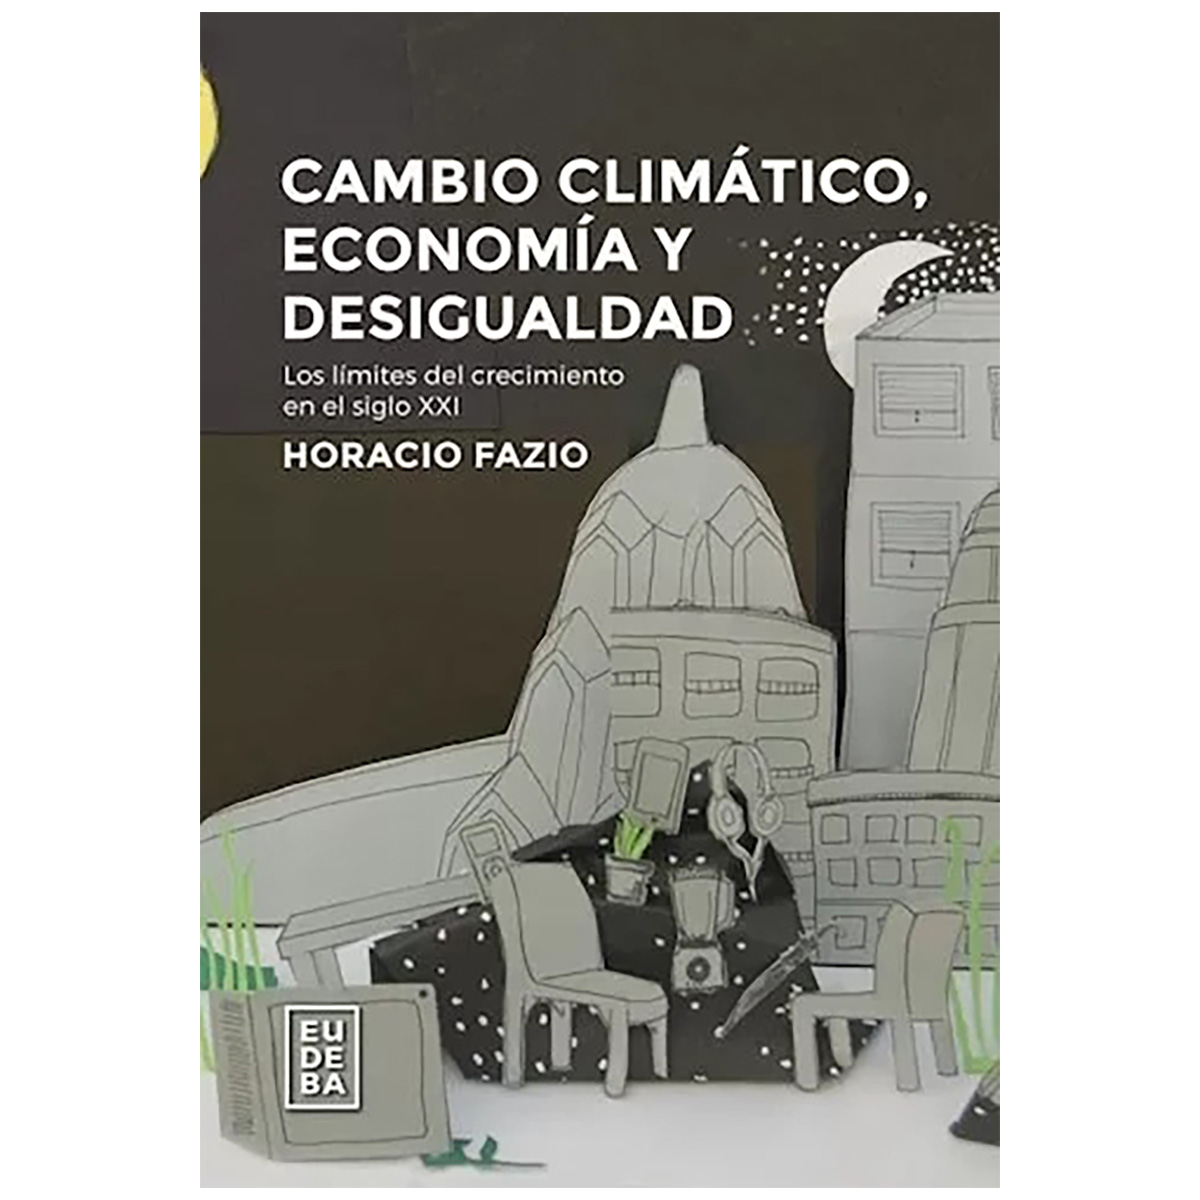 CAMBIO CLIMÁTICO,
ECONOMÍA Y
DESIGUALDAD
Los límites del crecimiento
en el siglo XXI
HORACIO FAZIO
EU
DE
BA